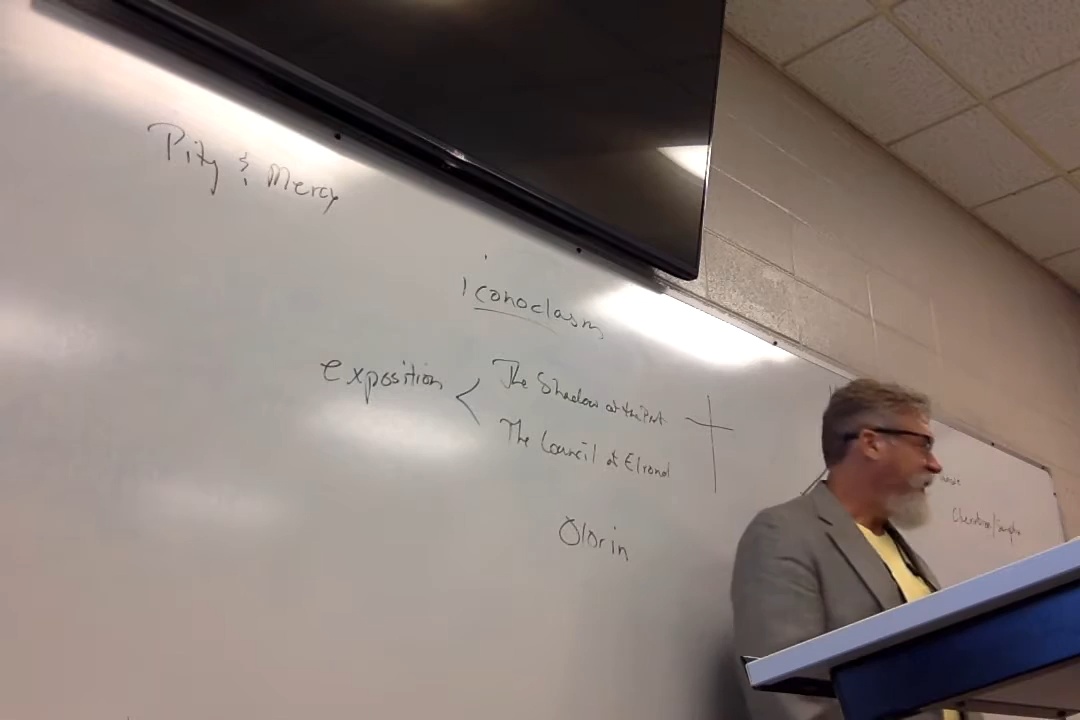 Pity & Mercy
iconoclasm
exposition < The Shadow of the Past
The Council of Elrond
Olorin